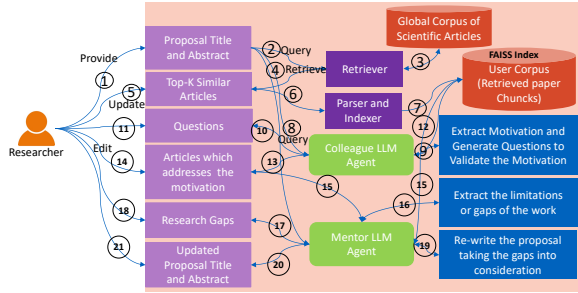 Global Corpus of
Scientific Articles
Proposal Title
and Abstract
Provide
1
2
Query
4
Retrieve
Retriever
3
FAISS Index
User Corpus
(Retrieved paper
Chuncks)
5
Update
Top-K Similar
Articles
6
Parser and
Indexer
7
Researcher
11
Questions
10
8
Query
12
Colleague LLM
Agent
9
Extract Motivation and
Generate Questions to
Validate the Motivation
Edit
14
Articles which
addresses the
motivation
13
15
15
16
Extract the limitations
or gaps of the work
18
Research Gaps
17
Mentor LLM
Agent
19
Re-write the proposal
taking the gaps into
consideration
21
Updated
Proposal Title
and Abstract
20